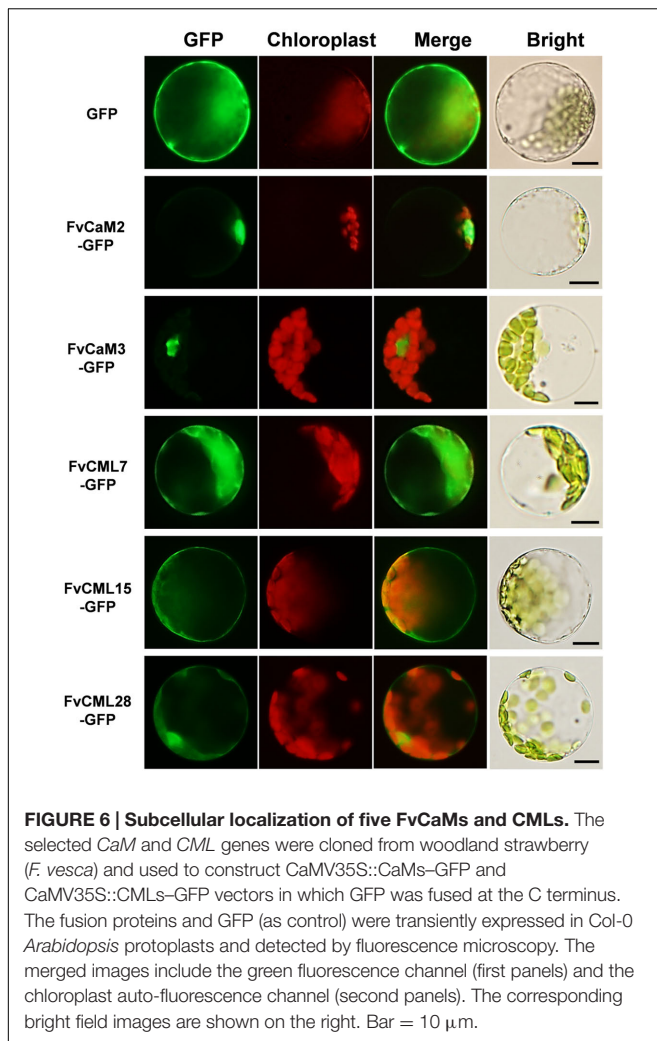 GFP Chloroplast Merge Bright
GFP
FvCaM2
-GFP
FvCaM3
-GFP
FvCML7
-GFP
FvCML15
-GFP
FvCML28
-GFP
FIGURE 6 | Subcellular localization of five FvCaMs and CMLs. The
selected CaM and CML genes were cloned from woodland strawberry
(F. vesca) and used to construct CaMV35S::CaMs–GFP and
CaMV35S::CMLs–GFP vectors in which GFP was fused at the C terminus.
The fusion proteins and GFP (as control) were transiently expressed in Col-0
Arabidopsis protoplasts and detected by fluorescence microscopy. The
merged images include the green fluorescence channel (first panels) and the
chloroplast auto-fluorescence channel (second panels). The corresponding
bright field images are shown on the right. Bar = 10 μm.